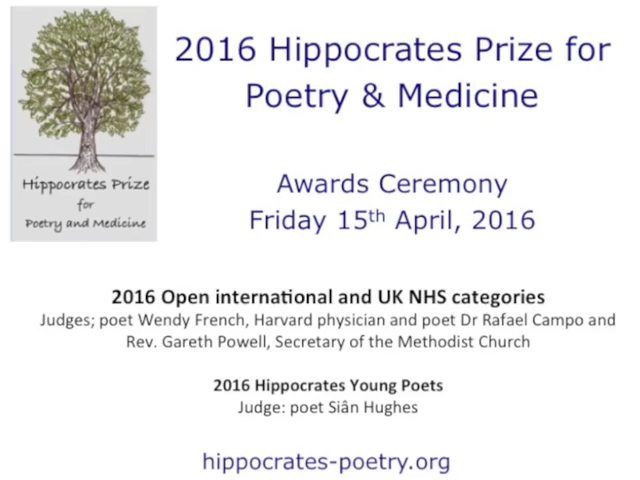 2016 Hippocrates Prize for
Poetry & Medicine
Hippocrates Prize
for
Poetry and Medicine
Awards Ceremony
Friday 15th April, 2016
2016 Open international and UK NHS categories
Judges; poet Wendy French, Harvard physician and poet Dr Rafael Campo and
Rev. Gareth Powell, Secretary of the Methodist Church
2016 Hippocrates Young Poets
Judge: poet Siân Hughes
hippocrates-poetry.org